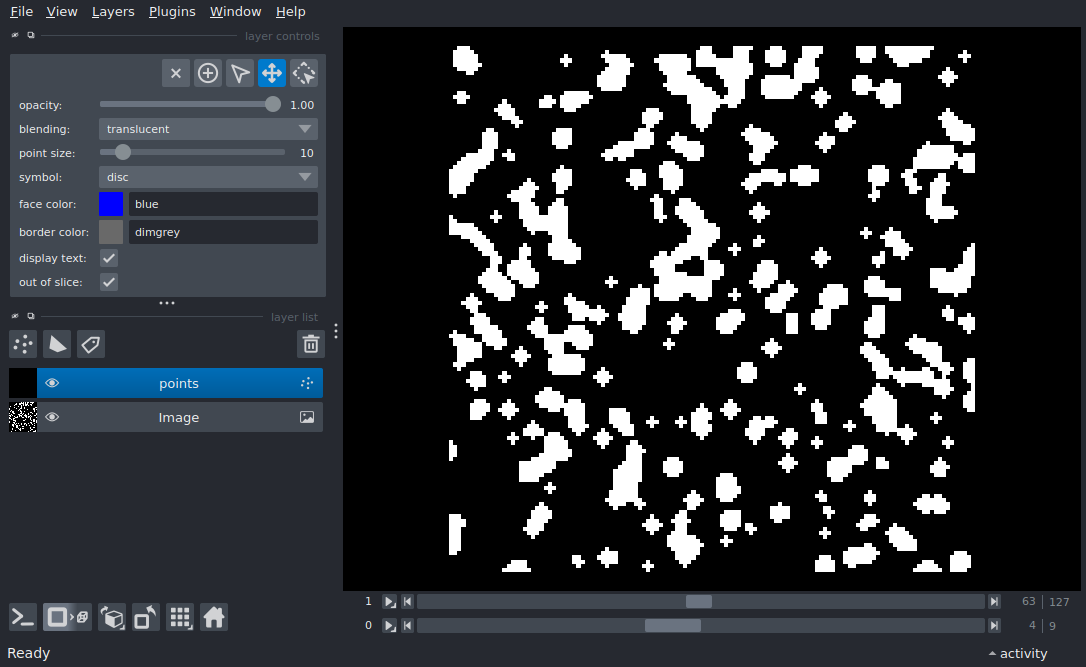 File View Layers Plugins Window Help
layer controls
opacity: 1.00
blending: translucent
point size: 10
symbol: disc
face color: blue
border color: dimgrey
display text:
out of slice:
layer list
points
Image
1 63 127
0 4 9
Ready activity